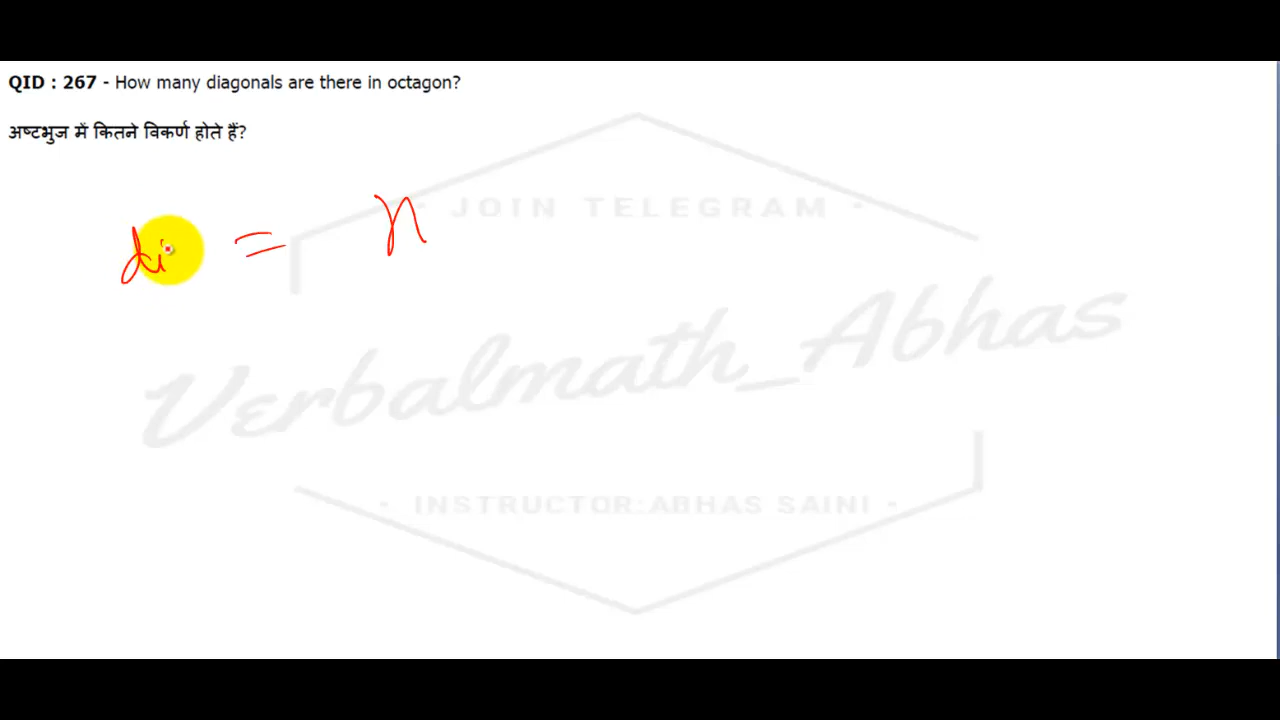 QID : 267 - How many diagonals are there in octagon?
अष्टभुज में कितने विकर्ण होते हैं?
- JOIN TELEGRAM -
di = n
Verbalmath_Abhas
- INSTRUCTOR:ABHAS SAINI -